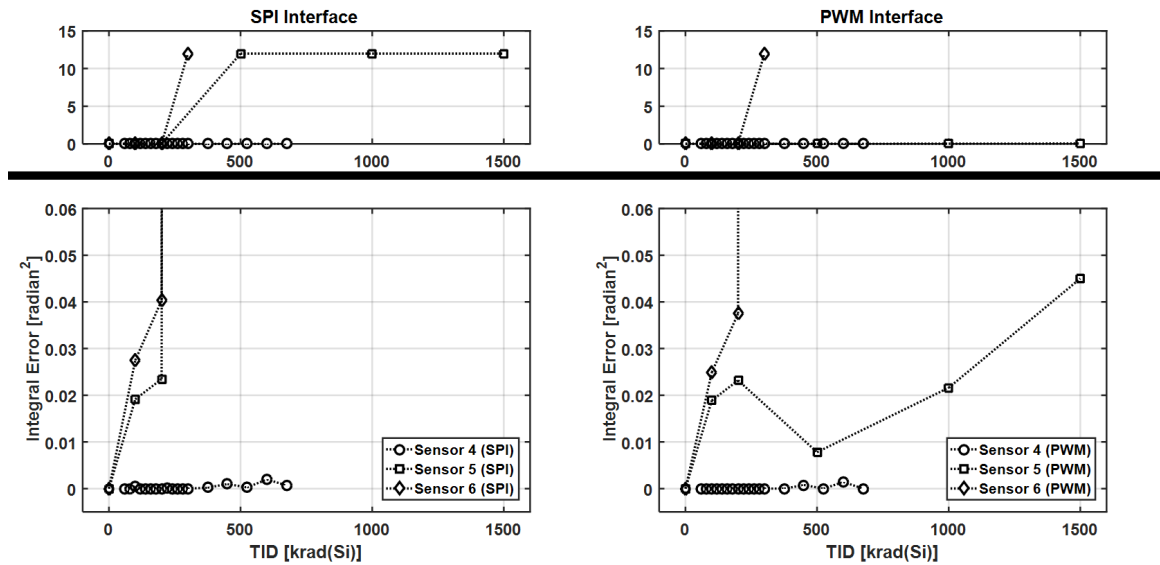 SPI Interface
15
10
5
0
0 500 1000 1500
PWM Interface
15
10
5
0
0 500 1000 1500
Integral Error [radian²]
0.06
0.05
0.04
0.03
0.02
0.01
0
0 500 1000 1500
TID [krad(Si)]
Sensor 4 (SPI)
Sensor 5 (SPI)
Sensor 6 (SPI)
Integral Error [radian²]
0.06
0.05
0.04
0.03
0.02
0.01
0
0 500 1000 1500
TID [krad(Si)]
Sensor 4 (PWM)
Sensor 5 (PWM)
Sensor 6 (PWM)